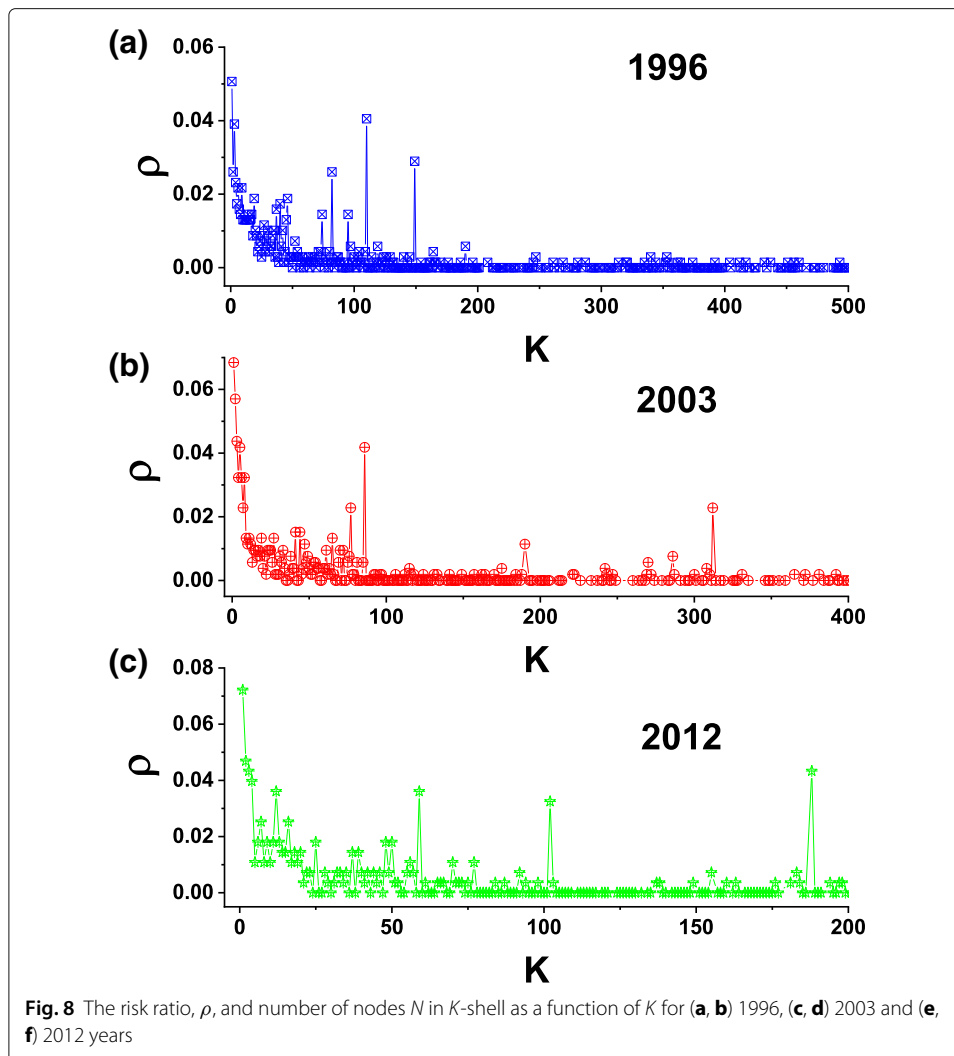 (a)
0.06
1996
0.04
ρ
0.02
0.00
0 100 200 300 400 500
K
(b)
0.06
2003
0.04
ρ
0.02
0.00
0 100 200 300 400
K
(c)
0.08
2012
0.06
ρ
0.04
0.02
0.00
0 50 100 150 200
K
Fig. 8 The risk ratio, ρ, and number of nodes N in K-shell as a function of K for (a, b) 1996, (c, d) 2003 and (e,
f) 2012 years